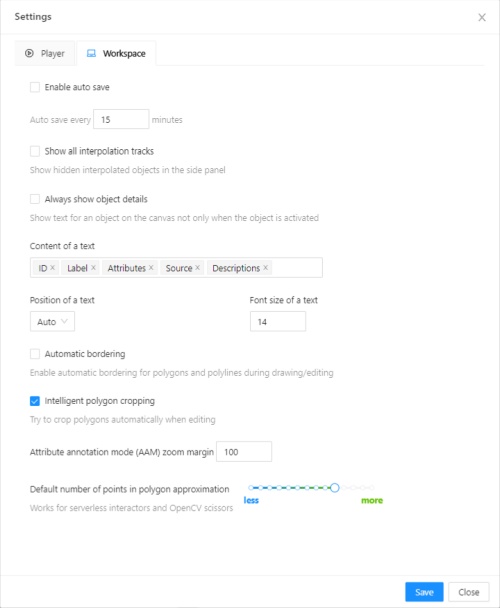 Settings
Player Workspace
Enable auto save
Auto save every 15 minutes
Show all interpolation tracks
Show hidden interpolated objects in the side panel
Always show object details
Show text for an object on the canvas not only when the object is activated
Content of a text
ID Label Attributes Source Descriptions
Position of a text Font size of a text
Auto 14
Automatic bordering
Enable automatic bordering for polygons and polylines during drawing/editing
Intelligent polygon cropping
Try to crop polygons automatically when editing
Attribute annotation mode (AAM) zoom margin 100
Default number of points in polygon approximation
less more
Works for serverless interactors and OpenCV scissors
Save Close